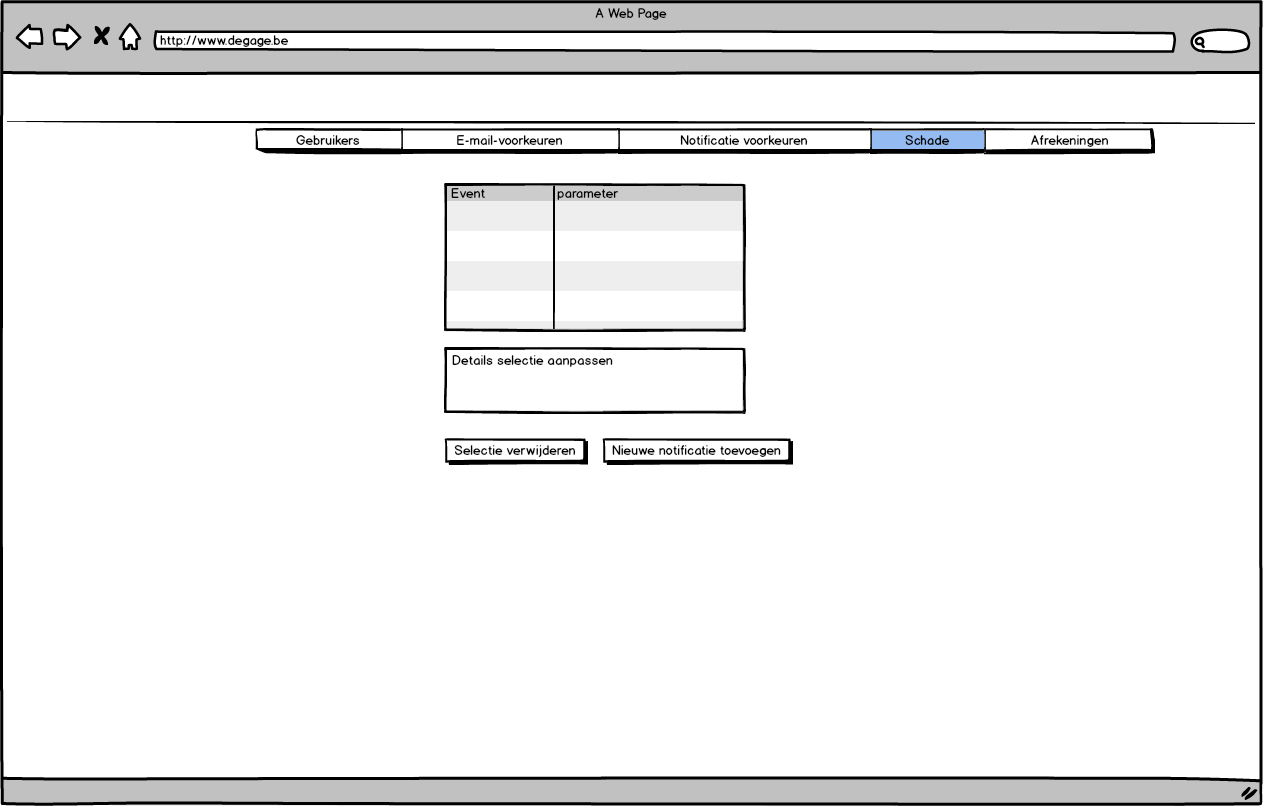 A Web Page
http://www.degage.be
Gebruikers E-mail-voorkeuren Notificatie voorkeuren Schade Afrekeningen
Event parameter
Details selectie aanpassen
Selectie verwijderen Nieuwe notificatie toevoegen